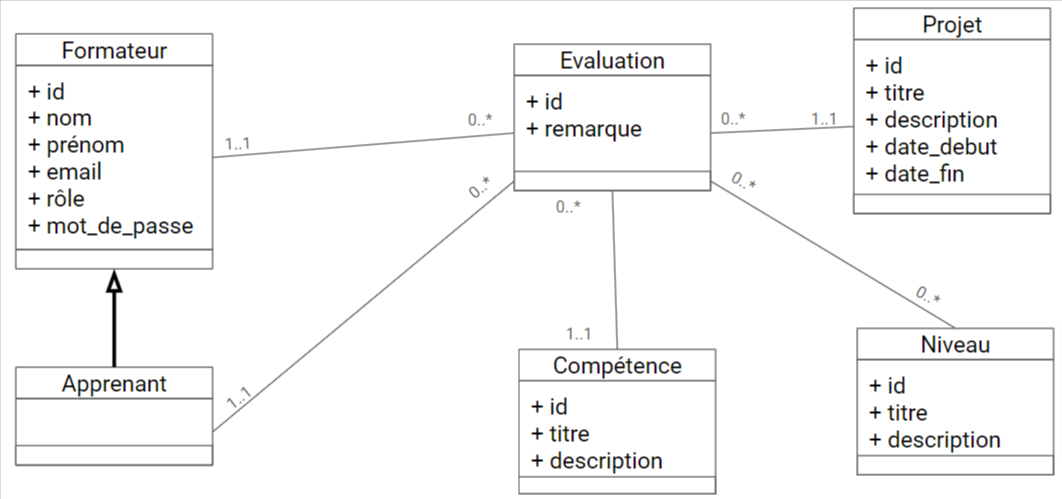 Formateur
+ id
+ nom
+ prénom
+ email
+ rôle
+ mot_de_passe
1..1
0..*
Evaluation
+ id
+ remarque
0..*
1..1
Projet
+ id
+ titre
+ description
+ date_debut
+ date_fin
0..*
0..*
0..*
0..*
1..1
1..1
Apprenant
Compétence
+ id
+ titre
+ description
Niveau
+ id
+ titre
+ description